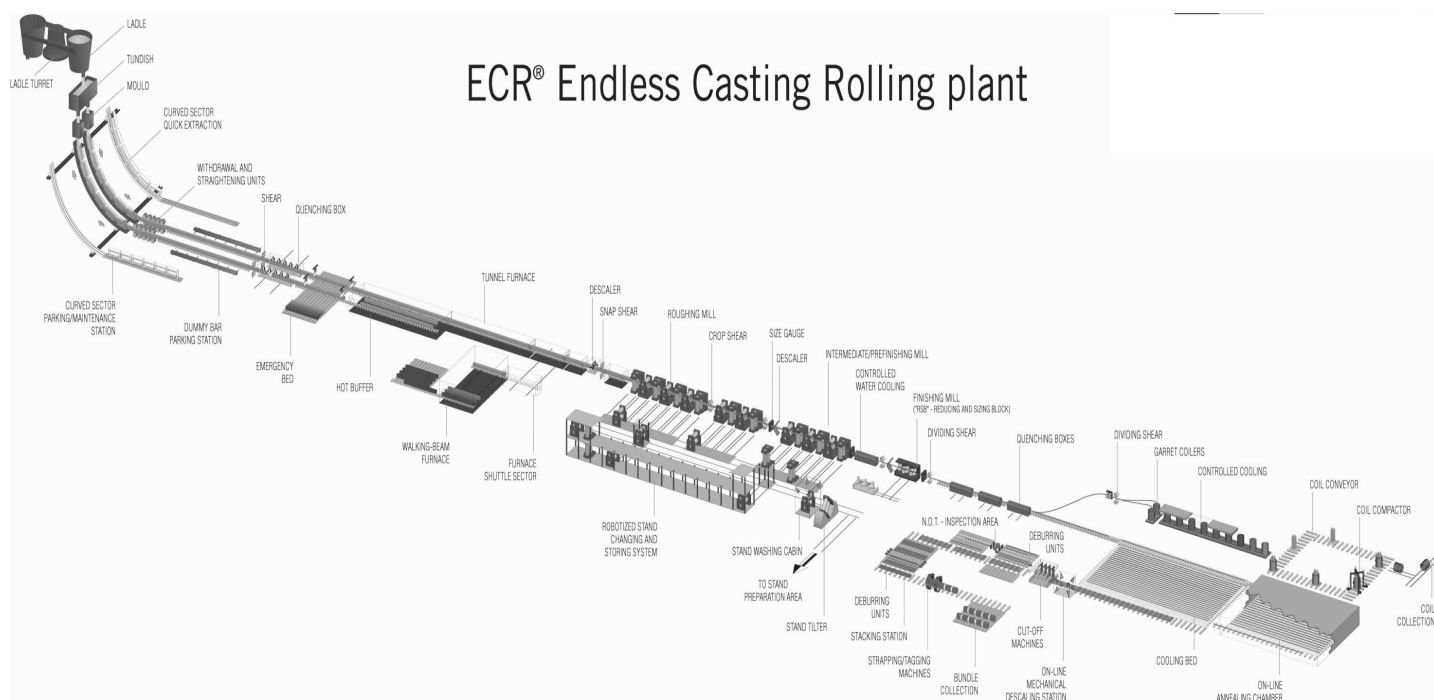 ECR® Endless Casting Rolling plant
LADLE
TUNDISH
LADLE TURRET
MOULD
CURVED SECTOR
QUICK EXTRACTION
WITHDRAWAL AND
STRAIGHTENING UNITS
SHEAR
QUENCHING BOX
CURVED SECTOR
PARKING/MAINTENANCE
STATION
DUMMY BAR
PARKING STATION
EMERGENCY
BED
HOT BUFFER
TUNNEL FURNACE
WALKING-BEAM
FURNACE
FURNACE
SHUTTLE SECTOR
DESCALER
SNAP SHEAR
ROUGHING MILL
CROP SHEAR
SIZE GAUGE
DESCALER
INTERMEDIATE/PREFINISHING MILL
CONTROLLED
WATER COOLING
FINISHING MILL
("RSB" - REDUCING AND SIZING BLOCK)
DIVIDING SHEAR
QUENCHING BOXES
DIVIDING SHEAR
GARRET COILERS
CONTROLLED COOLING
COIL CONVEYOR
COIL COMPACTOR
COIL
COLLECTION
ROBOTIZED STAND
CHANGING AND
STORING SYSTEM
STAND WASHING CABIN
TO STAND
PREPARATION AREA
STAND TILTER
N.D.T. - INSPECTION AREA
DEBURRING
UNITS
DEBURRING
UNITS
STACKING STATION
STRAPPING/TAGGING
MACHINES
BUNDLE
COLLECTION
CUT-OFF
MACHINES
ON-LINE
MECHANICAL
DESCALING STATION
COOLING BED
ON-LINE
ANNEALING CHAMBER